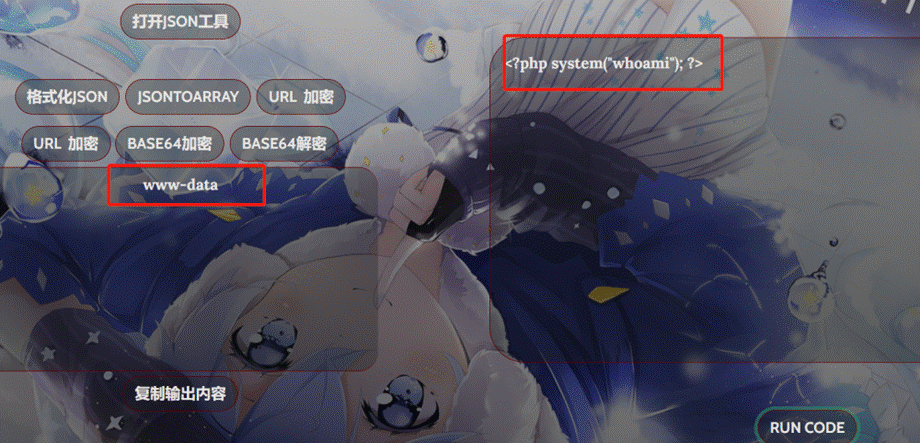 打开JSON工具
<?php system("whoami"); ?>
格式化JSON
JSONTOARRAY
URL 加密
URL 加密
BASE64加密
BASE64解密
www-data
复制输出内容
RUN CODE